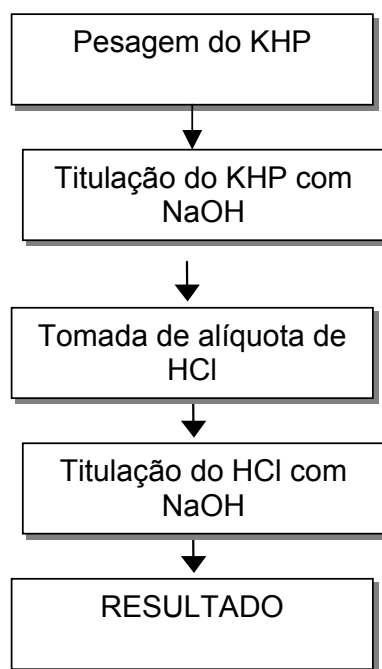 Pesagem do KHP
Titulação do KHP com
NaOH
Tomada de alíquota de
HCl
Titulação do HCl com
NaOH
RESULTADO